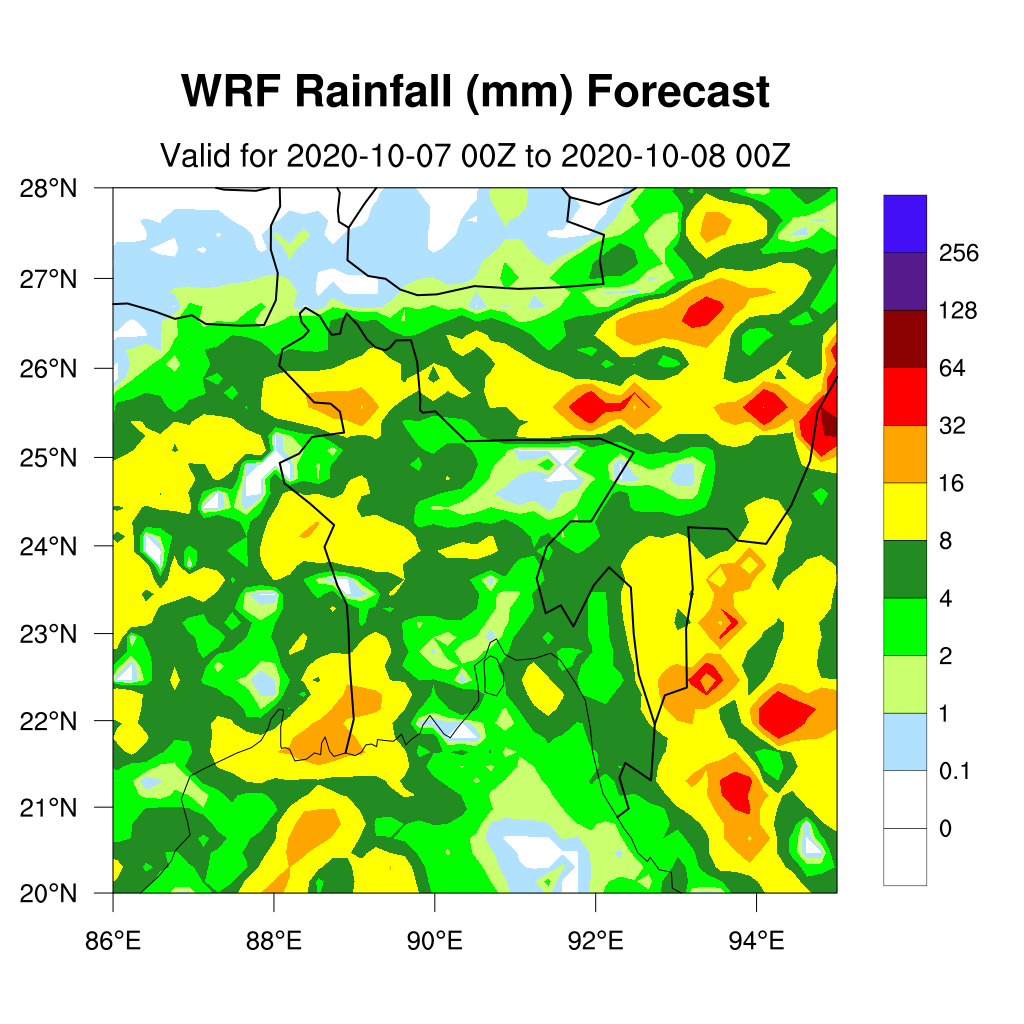 WRF Rainfall (mm) Forecast
Valid for 2020-10-07 00Z to 2020-10-08 00Z
28°N
27°N
26°N
25°N
24°N
23°N
22°N
21°N
20°N
86°E 88°E 90°E 92°E 94°E
256
128
64
32
16
8
4
2
1
0.1
0